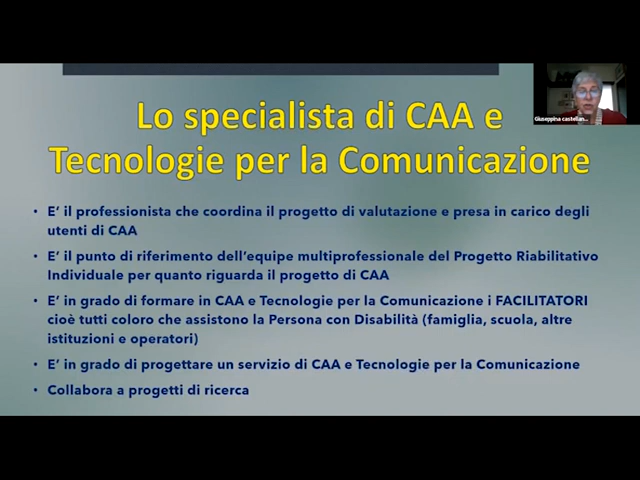 Lo specialista di CAA e
Tecnologie per la Comunicazione
Giuseppina castellan...
• E' il professionista che coordina il progetto di valutazione e presa in carico degli
utenti di CAA
• E' il punto di riferimento dell'equipe multiprofessionale del Progetto Riabilitativo
Individuale per quanto riguarda il progetto di CAA
• E' in grado di formare in CAA e Tecnologie per la Comunicazione i FACILITATORI
cioè tutti coloro che assistono la Persona con Disabilità (famiglia, scuola, altre
istituzioni e operatori)
• E' in grado di progettare un servizio di CAA e Tecnologie per la Comunicazione
• Collabora a progetti di ricerca